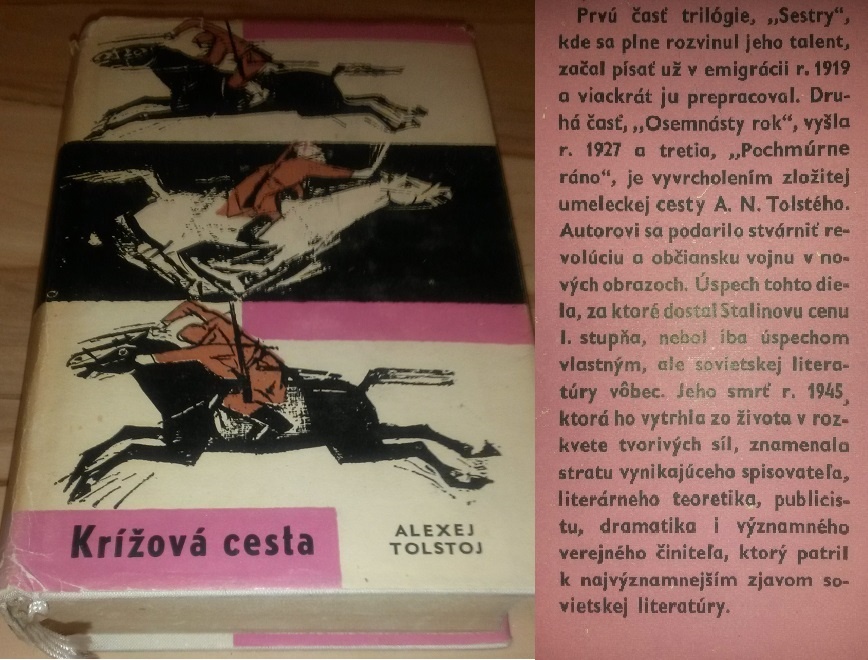 Krížová cesta
ALEXEJ
TOLSTOJ
Prvú časť trilógie, „Sestry“,
kde sa plne rozvinul jeho talent,
začal písať už v emigrácii r. 1919
a viackrát ju prepracoval. Dru-
há časť, „Osemnásty rok“, vyšla
r. 1927 a tretia, „Pochmúrne
ráno“, je vyvrcholením zložitej
umeleckej cesty A. N. Tolstého.
Autorovi sa podarilo stvárniť re-
volúciu a občiansku vojnu v no-
vých obrazoch. Úspech tohto die-
la, za ktoré dostal Stalinovu cenu
I. stupňa, nebol iba úspechom
vlastným, ale sovietskej litera-
túry vôbec. Jeho smrť r. 1945,
ktorá ho vytrhla zo života v roz-
kvete tvorivých síl, znamenala
stratu vynikajúceho spisovateľa,
literárneho teoretika, publicis-
tu, dramatika i významného
verejného činiteľa, ktorý patril
k najvýznamnejším zjavom so-
vietskej literatúry.